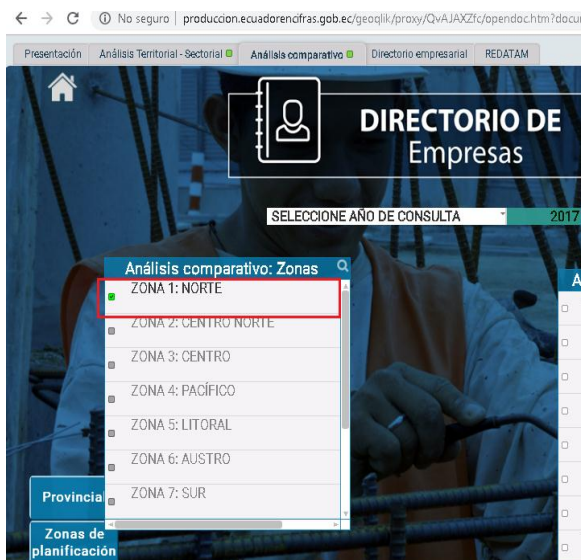 No seguro | produccion.ecuadorencifras.gob.ec/geoqlik/proxy/QvAJAXZfc/opendoc.htm?docu
Presentación Análisis Territorial - Sectorial Análisis comparativo Directorio empresarial REDATAM
DIRECTORIO DE
Empresas
SELECCIONE AÑO DE CONSULTA 2017
Análisis comparativo: Zonas
A
ZONA 1: NORTE
ZONA 2: CENTRO NORTE
ZONA 3: CENTRO
ZONA 4: PACÍFICO
ZONA 5: LITORAL
ZONA 6: AUSTRO
ZONA 7: SUR
Provincial
Zonas de
planificación